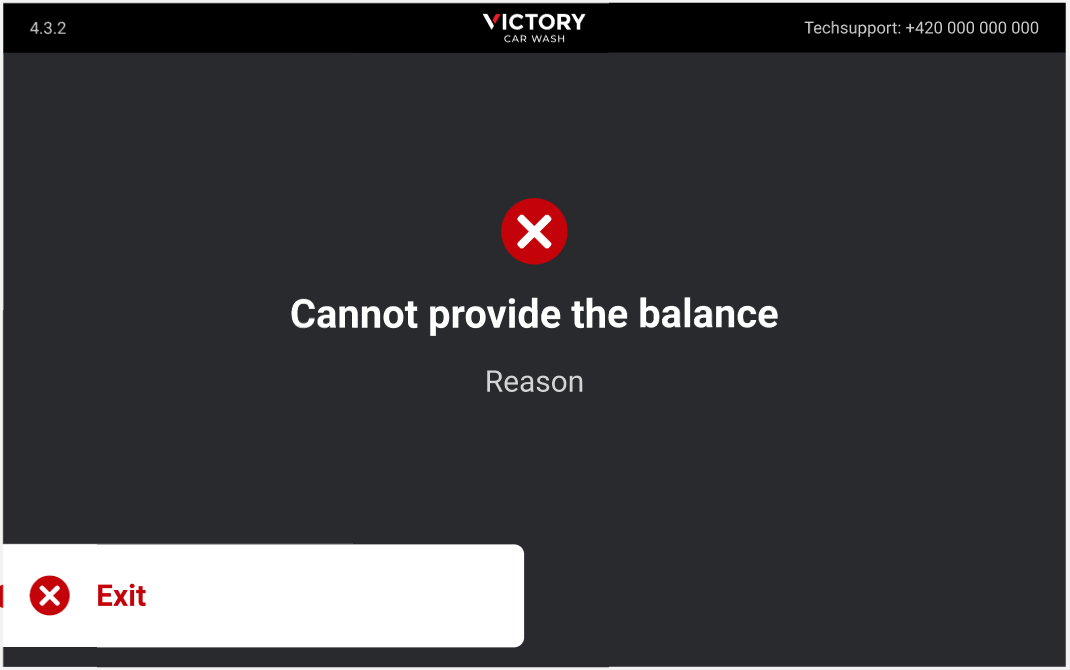 4.3.2
VICTORY
CAR WASH
Techsupport: +420 000 000 000
Cannot provide the balance
Reason
Exit